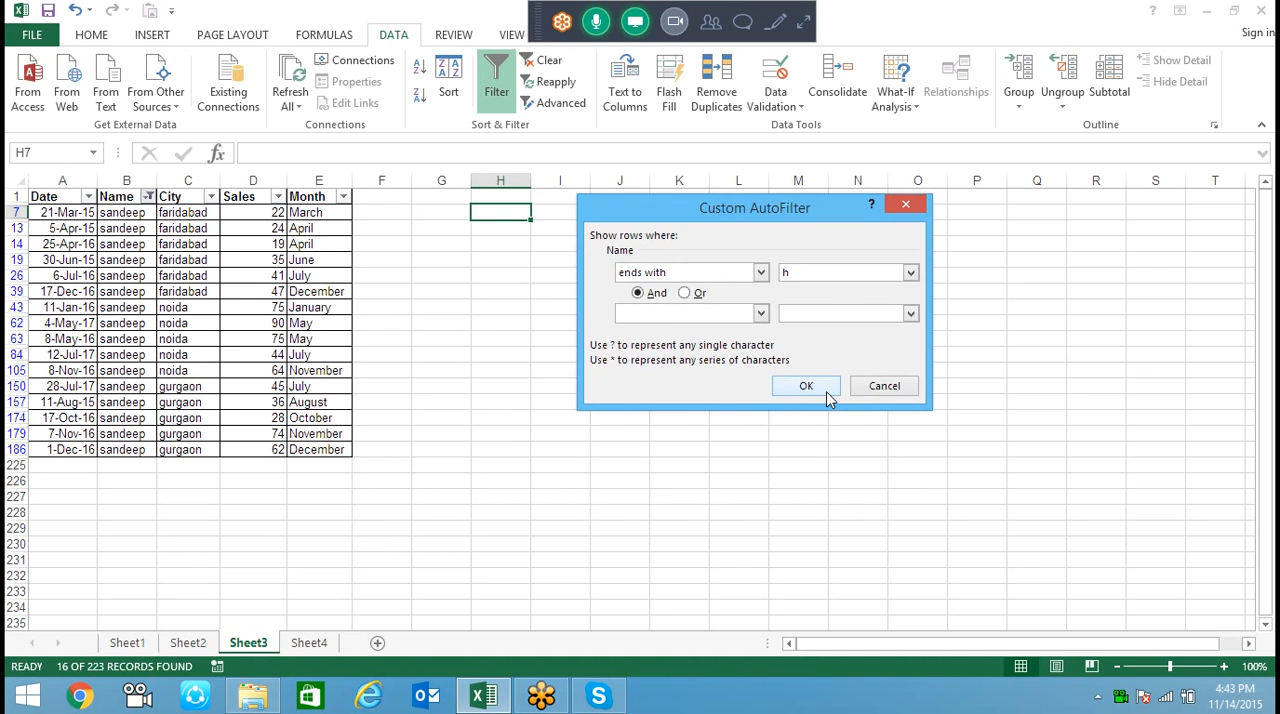 FILE HOME INSERT PAGE LAYOUT FORMULAS DATA REVIEW VIEW Sign in
From Access
From Web
From Text
From Other Sources
Existing Connections
Refresh All
Connections
Properties
Edit Links
Sort
Filter
Clear
Reapply
Advanced
Text to Columns
Flash Fill
Remove Duplicates
Data Validation
Consolidate
What-If Analysis
Relationships
Group
Ungroup
Subtotal
Show Detail
Hide Detail
Get External Data Connections Sort & Filter Data Tools Outline
H7 fx
A B C D E F G H I J K L M N O P Q R S T
1 Date Name City Sales Month
7 21-Mar-15 sandeep faridabad 22 March
13 5-Apr-15 sandeep faridabad 24 April
14 25-Apr-16 sandeep faridabad 19 April
19 30-Jun-15 sandeep faridabad 35 June
26 6-Jul-16 sandeep faridabad 41 July
39 17-Dec-16 sandeep faridabad 47 December
43 11-Jan-16 sandeep noida 75 January
62 4-May-17 sandeep noida 90 May
63 8-May-16 sandeep noida 75 May
84 12-Jul-17 sandeep noida 44 July
105 8-Nov-16 sandeep noida 64 November
150 28-Jul-17 sandeep gurgaon 45 July
157 11-Aug-15 sandeep gurgaon 36 August
174 17-Oct-16 sandeep gurgaon 28 October
179 7-Nov-16 sandeep gurgaon 74 November
186 1-Dec-16 sandeep gurgaon 62 December
225
226
227
228
229
230
231
232
233
234
235
Custom AutoFilter ?
Show rows where:
Name
ends with h
And Or
Use ? to represent any single character
Use * to represent any series of characters
OK Cancel
Sheet1 Sheet2 Sheet3 Sheet4
READY 16 OF 223 RECORDS FOUND 100%
4:43 PM
11/14/2015